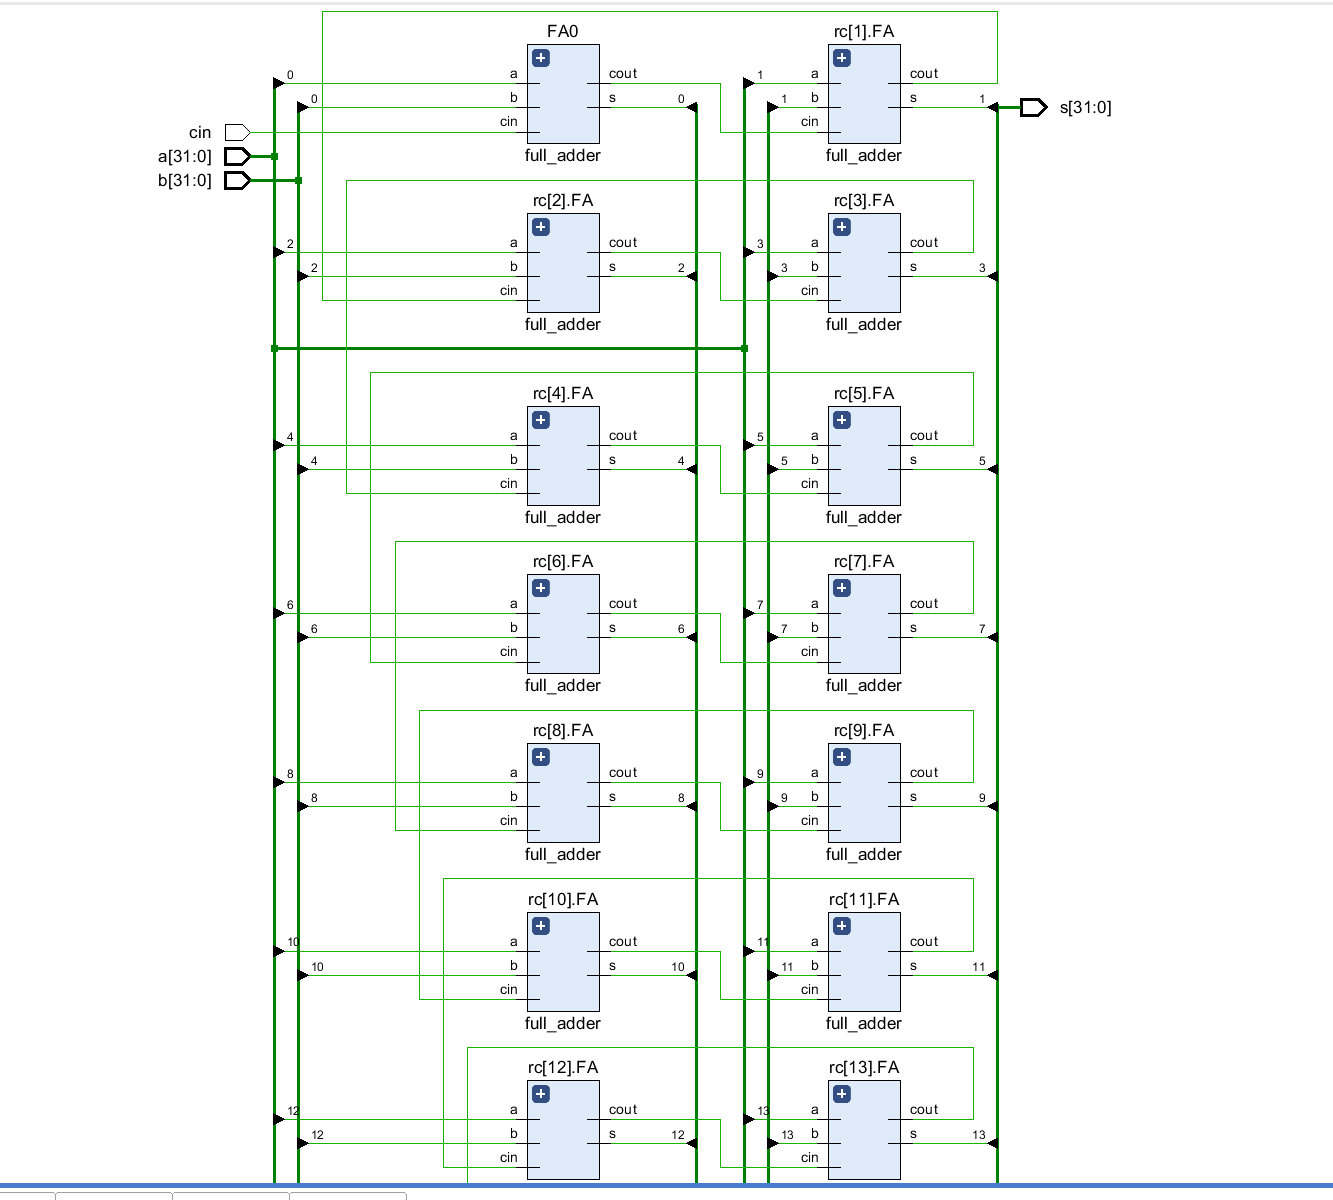 FA0 rc[1].FA
0 a cout 1 a cout
0 b s 0 1 b s 1 s[31:0]
cin cin cin
a[31:0] full_adder full_adder
b[31:0]
rc[2].FA rc[3].FA
2 a cout 3 a cout
2 b s 2 3 b s 3
cin cin
full_adder full_adder
rc[4].FA rc[5].FA
4 a cout 5 a cout
4 b s 4 5 b s 5
cin cin
full_adder full_adder
rc[6].FA rc[7].FA
6 a cout 7 a cout
6 b s 6 7 b s 7
cin cin
full_adder full_adder
rc[8].FA rc[9].FA
8 a cout 9 a cout
8 b s 8 9 b s 9
cin cin
full_adder full_adder
rc[10].FA rc[11].FA
10 a cout 11 a cout
10 b s 10 11 b s 11
cin cin
full_adder full_adder
rc[12].FA rc[13].FA
12 a cout 13 a cout
12 b s 12 13 b s 13
cin cin